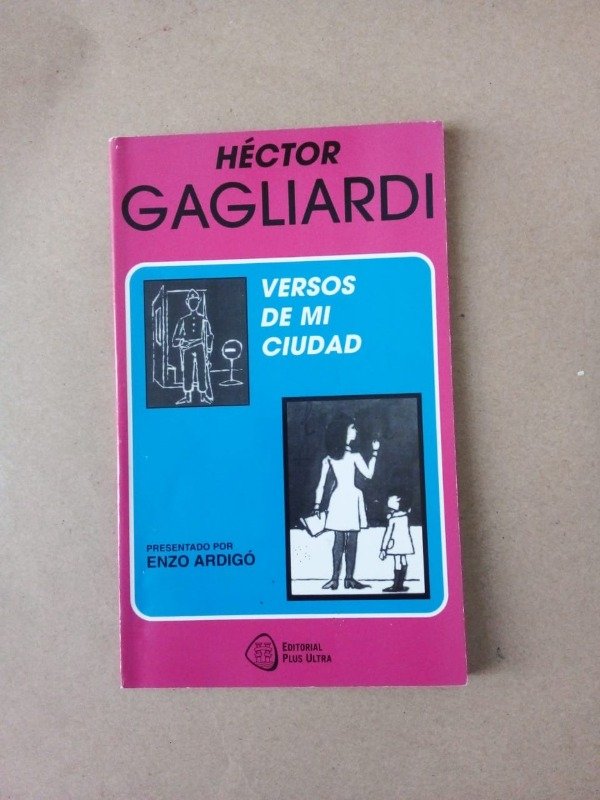 HÉCTOR
GAGLIARDI
VERSOS
DE MI
CIUDAD
PRESENTADO POR
ENZO ARDIGÓ
EDITORIAL
PLUS ULTRA